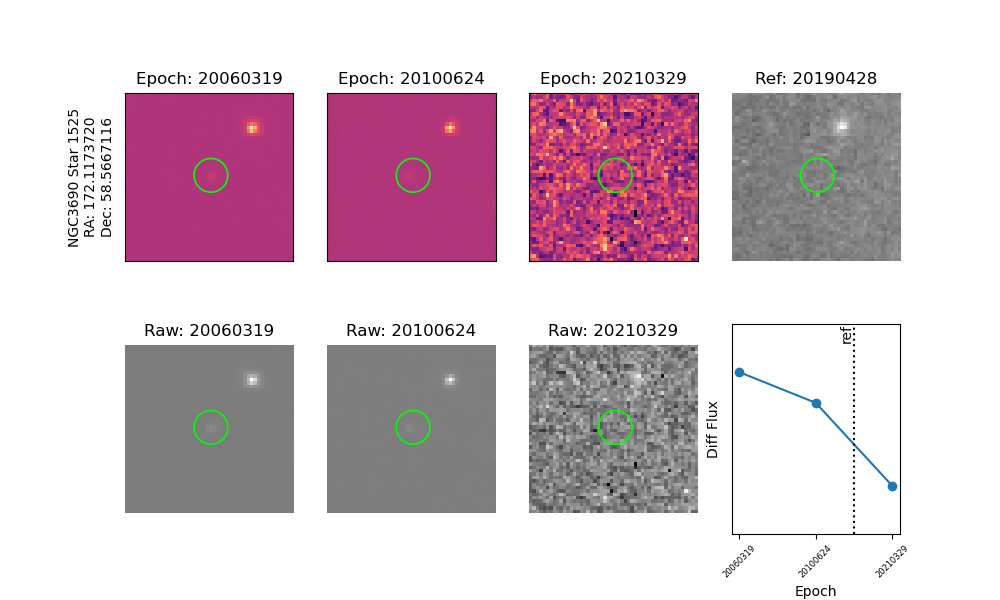 Epoch: 20060319
Epoch: 20100624
Epoch: 20210329
Ref: 20190428
NGC3690 Star 1525
RA: 172.1173720
Dec: 58.5667116
Raw: 20060319
Raw: 20100624
Raw: 20210329
ref
Diff Flux
20060319
20100624
20210329
Epoch